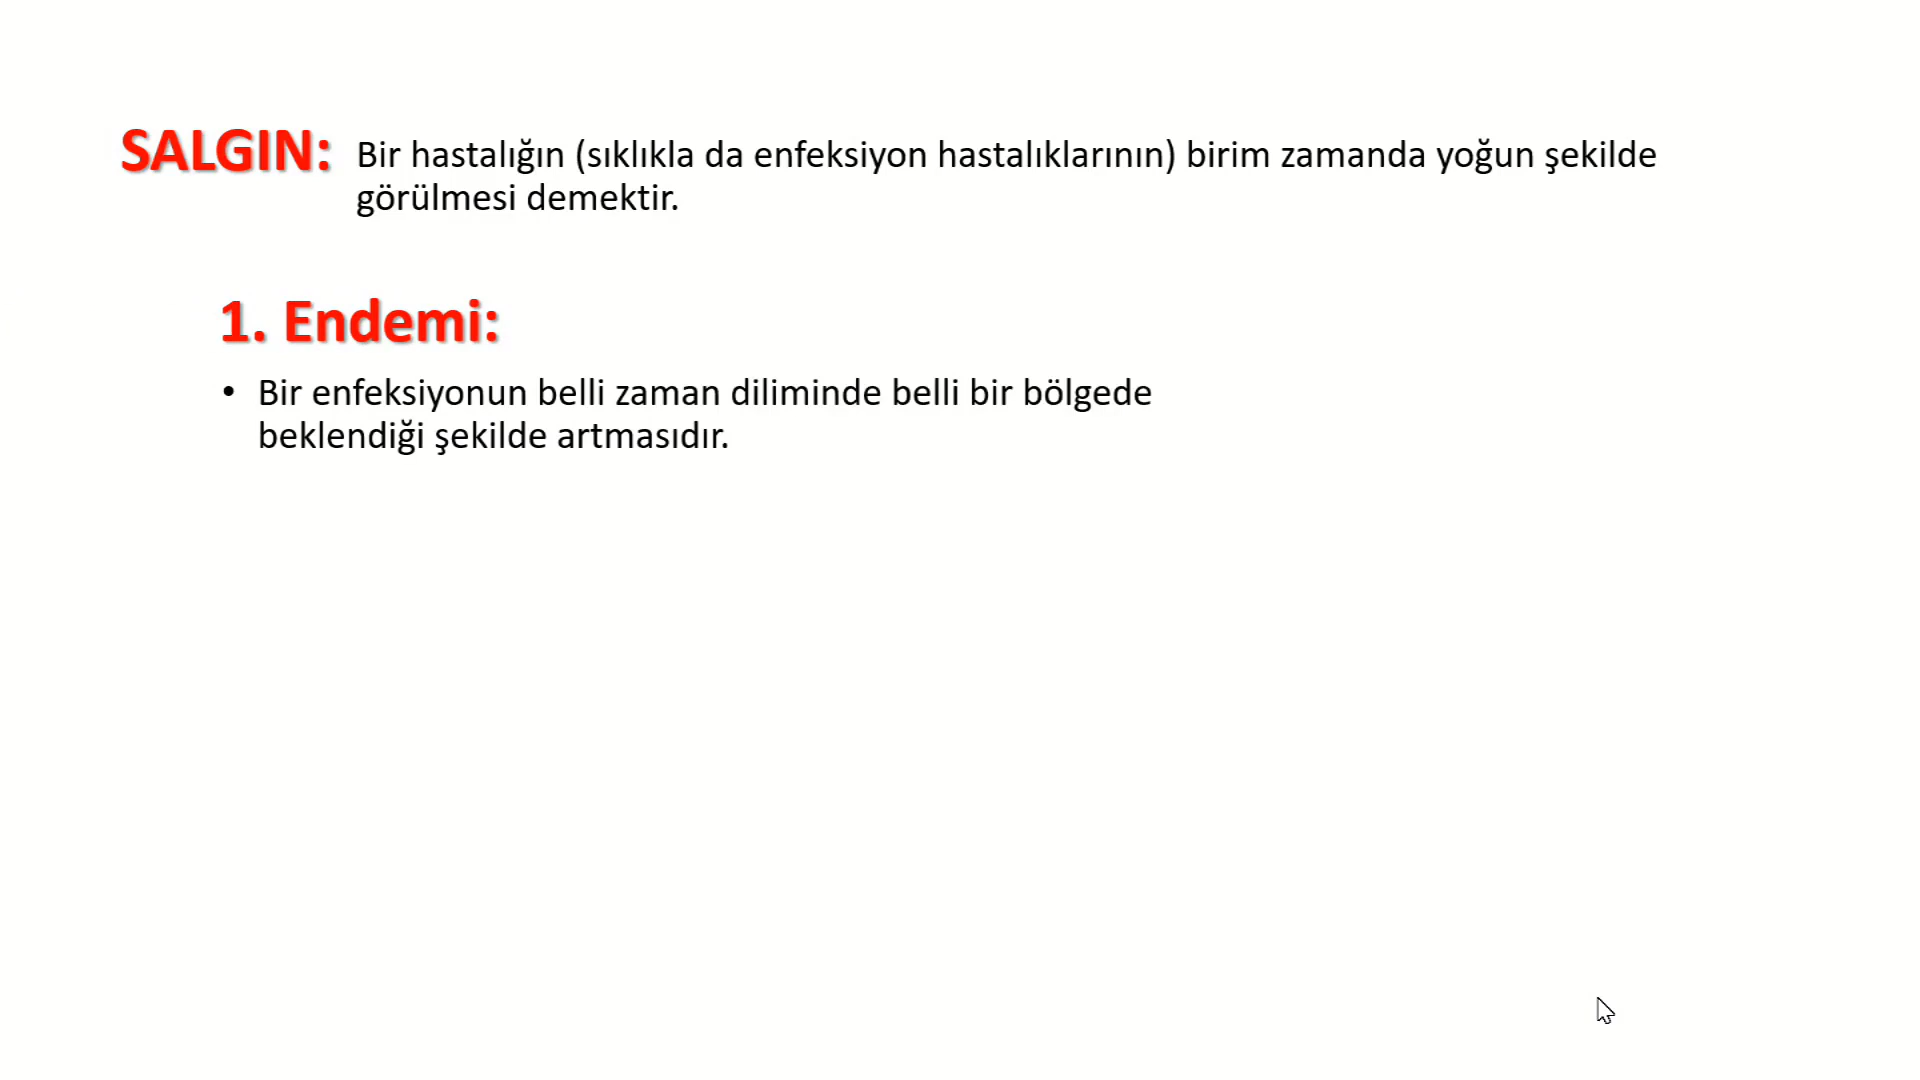 SALGIN: Bir hastalığın (sıklıkla da enfeksiyon hastalıklarının) birim zamanda yoğun şekilde
görülmesi demektir.
1. Endemi:
• Bir enfeksiyonun belli zaman diliminde belli bir bölgede
beklendiği şekilde artmasıdır.